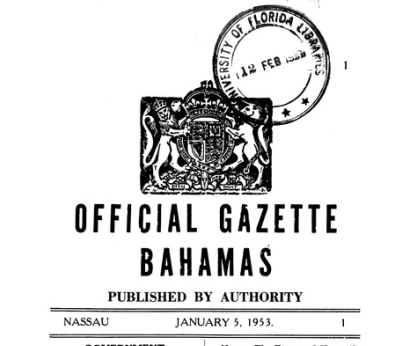 UNIVERSITY OF FLORIDA LIBRARIES
12 FEB
1
OFFICIAL GAZETTE
BAHAMAS
PUBLISHED BY AUTHORITY
NASSAU JANUARY 5, 1953. 1